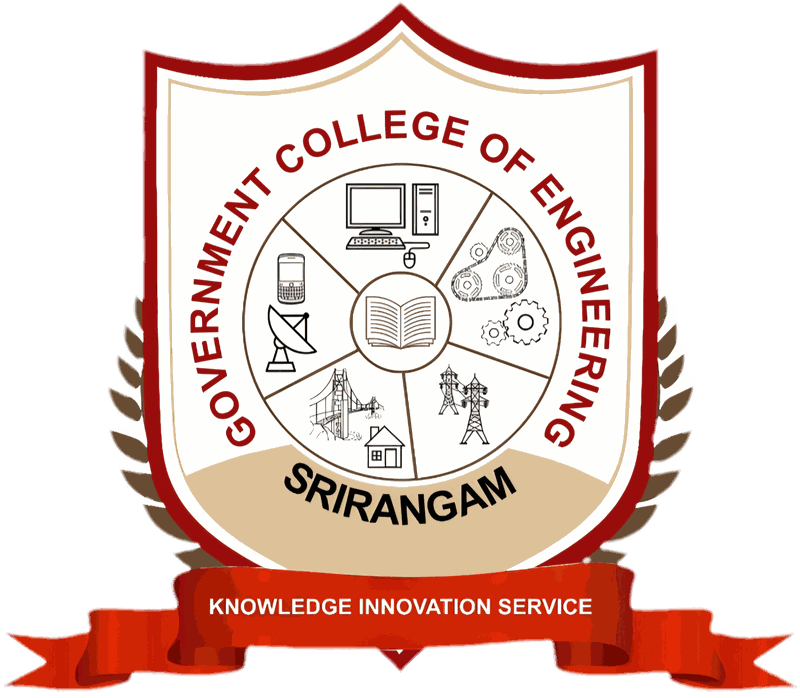 GOVERNMENT COLLEGE OF ENGINEERING
SRIRANGAM
KNOWLEDGE INNOVATION SERVICE